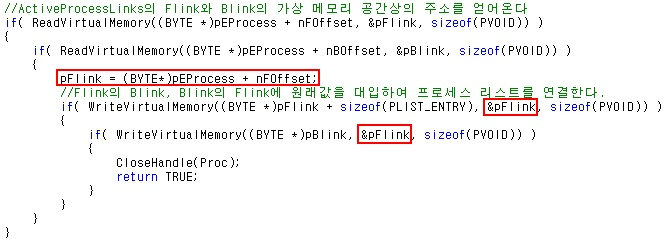 //ActiveProcessLinks의 Flink와 Blink의 가상 메모리 공간상의 주소를 얻어온다
if( ReadVirtualMemory((BYTE *)pEProcess + nFOffset, &pFlink, sizeof(PVOID)) )
{
if( ReadVirtualMemory((BYTE *)pEProcess + nBOffset, &pBlink, sizeof(PVOID)) )
{
pFlink = (BYTE*)pEProcess + nFOffset;
//Flink의 Blink, Blink의 Flink에 원래값을 대입하여 프로세스 리스트를 연결한다.
if( WriteVirtualMemory((BYTE *)pFlink + sizeof(PLIST_ENTRY), &pFlink, sizeof(PVOID)) )
{
if( WriteVirtualMemory((BYTE *)pBlink, &pFlink, sizeof(PVOID)) )
{
CloseHandle(Proc);
return TRUE;
}
}
}
}